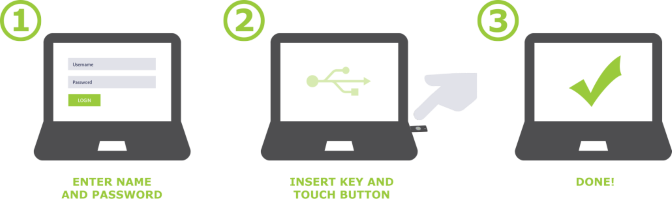 1
2
3
Username
Password
LOGIN
ENTER NAME
AND PASSWORD
INSERT KEY AND
TOUCH BUTTON
DONE!